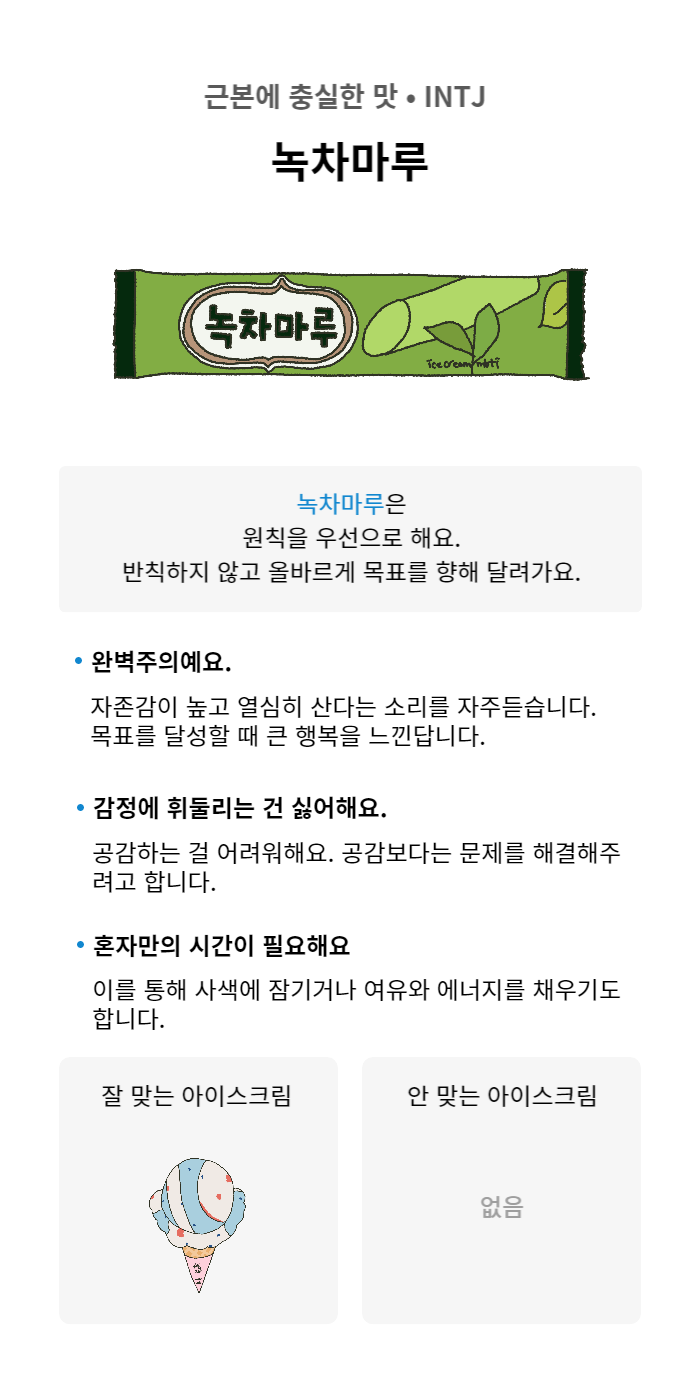 근본에 충실한 맛 • INTJ
녹차마루
녹차마루
icecream mbti
녹차마루은
원칙을 우선으로 해요.
반칙하지 않고 올바르게 목표를 향해 달려가요.
• 완벽주의예요.
자존감이 높고 열심히 산다는 소리를 자주듣습니다.
목표를 달성할 때 큰 행복을 느낀답니다.
• 감정에 휘둘리는 건 싫어해요.
공감하는 걸 어려워해요. 공감보다는 문제를 해결해주
려고 합니다.
• 혼자만의 시간이 필요해요
이를 통해 사색에 잠기거나 여유와 에너지를 채우기도
합니다.
잘 맞는 아이스크림
안 맞는 아이스크림
없음